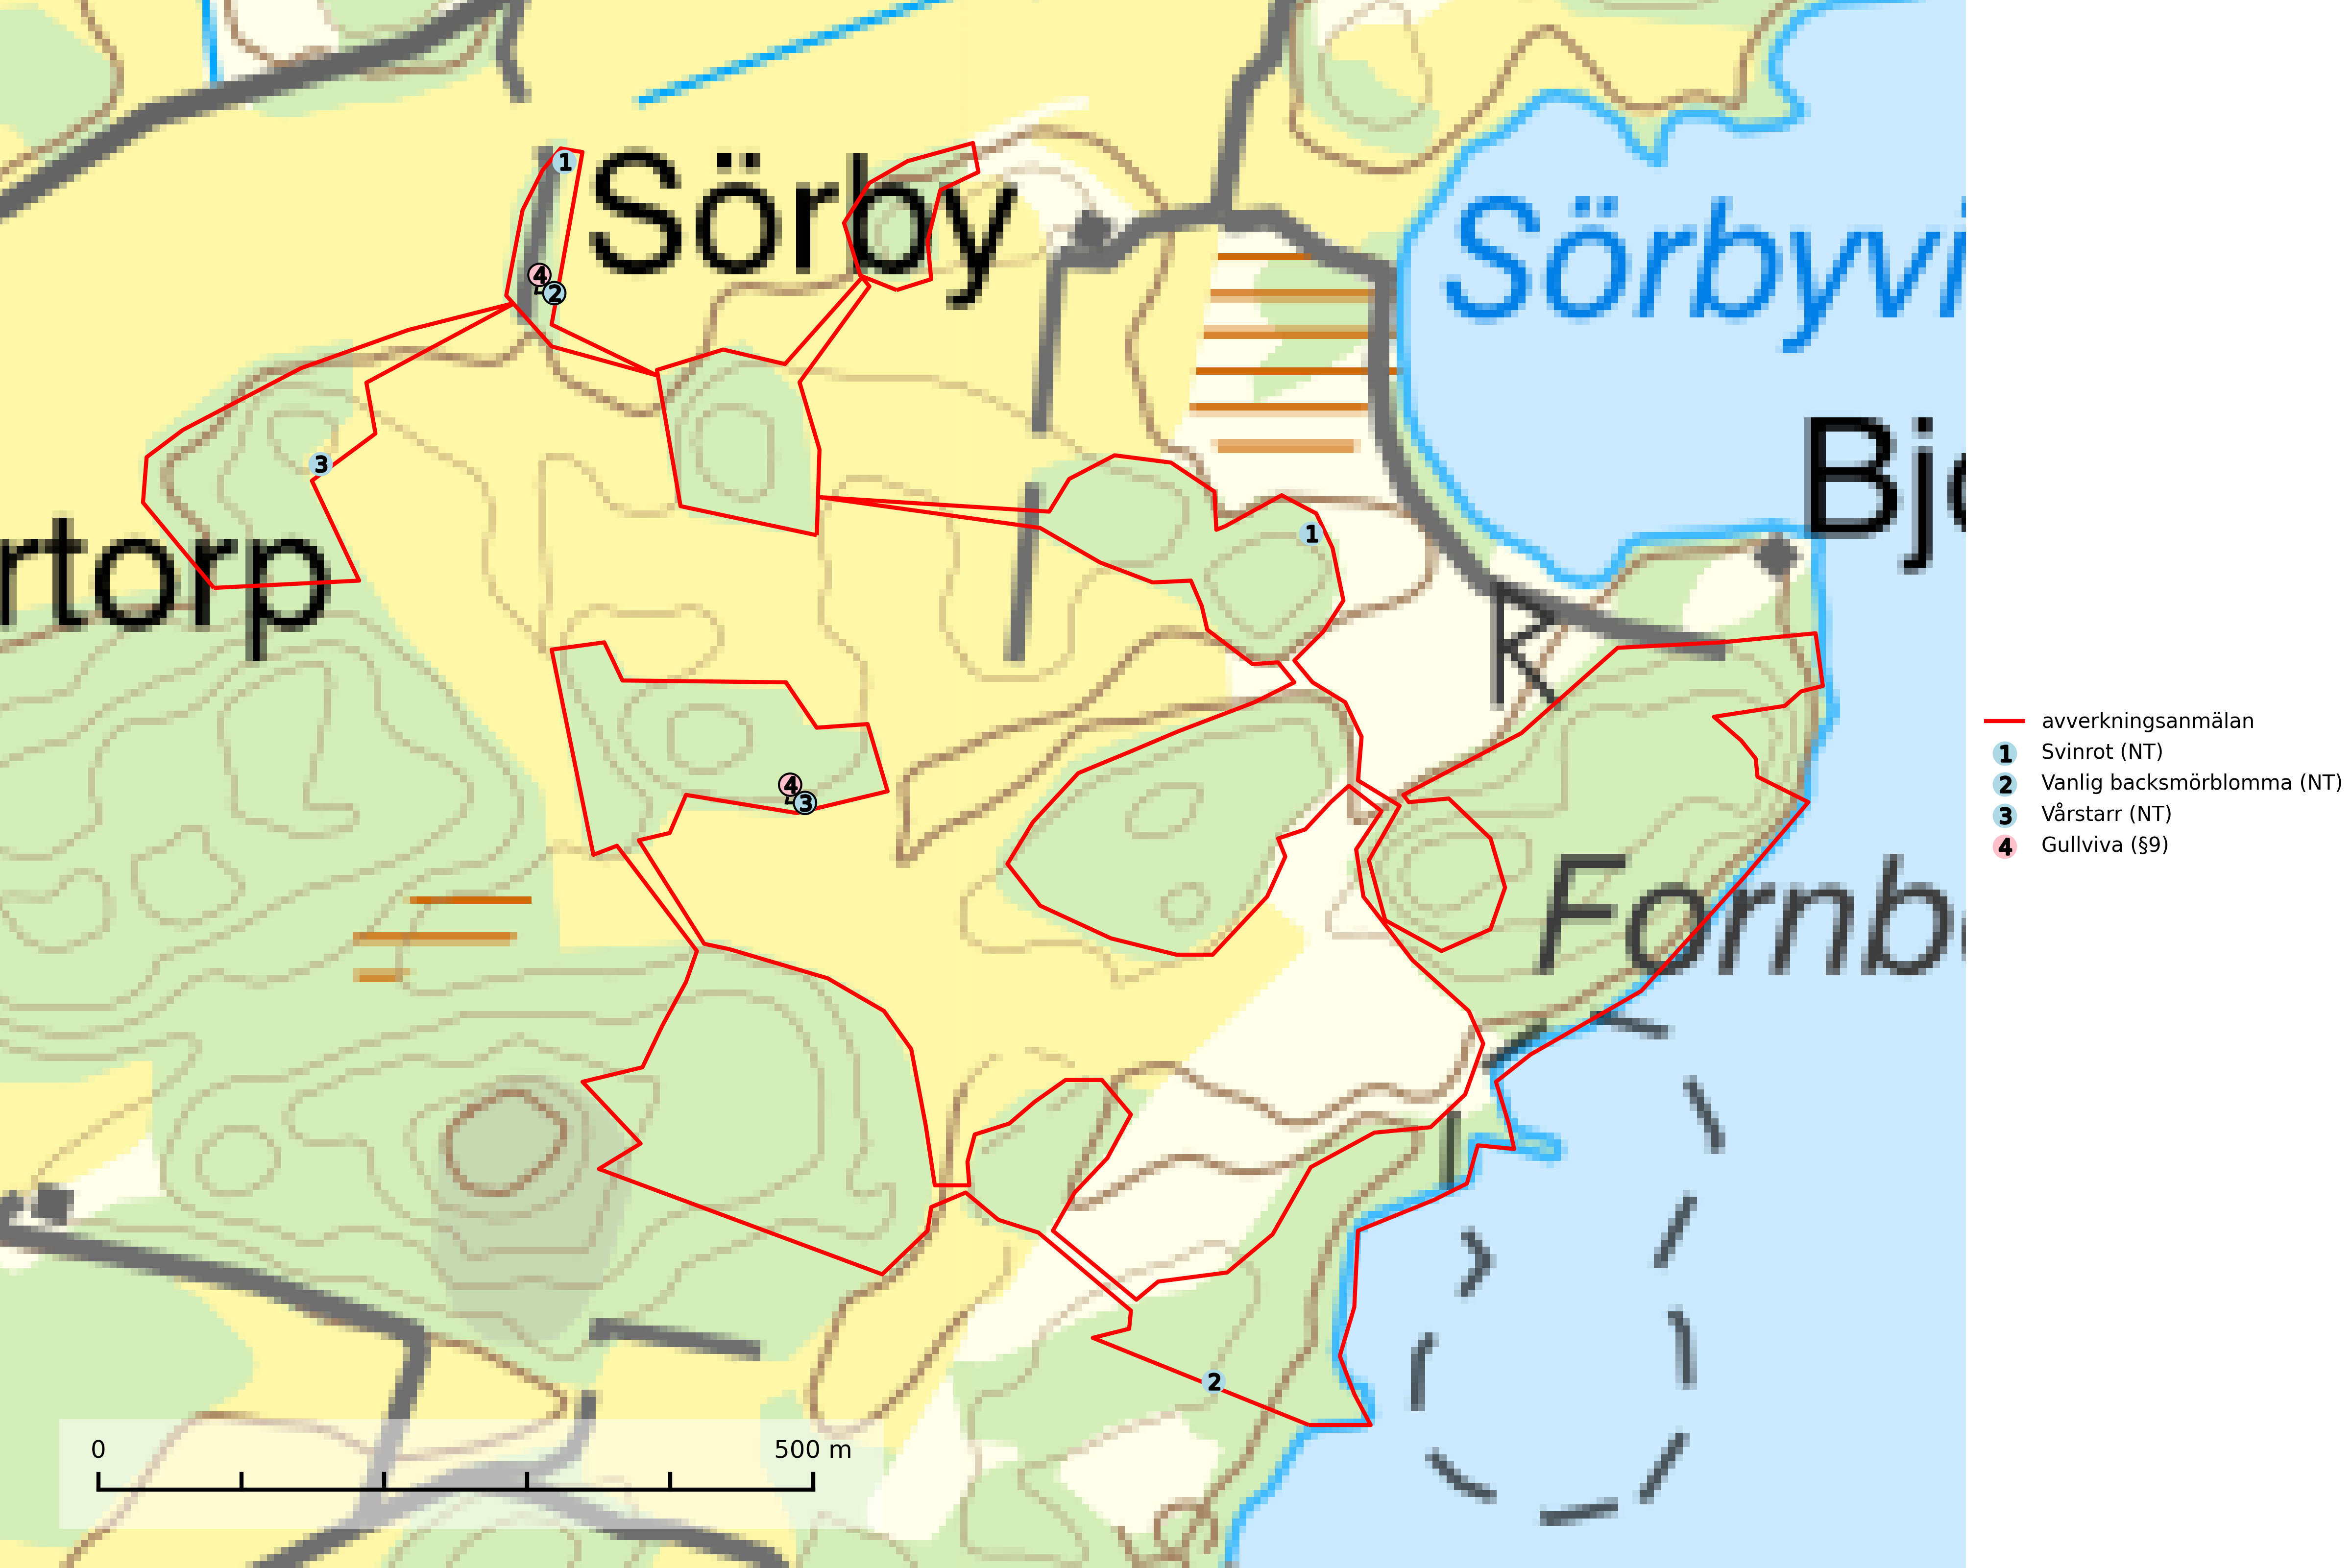 1
Sörby
Sörbyvi
4
2
Bjö
3
1
rtorp
R
4
3
Fornb
2
0 500 m
avverkningsanmälan
1 Svinrot (NT)
2 Vanlig backsmörblomma (NT)
3 Vårstarr (NT)
4 Gullviva (§9)